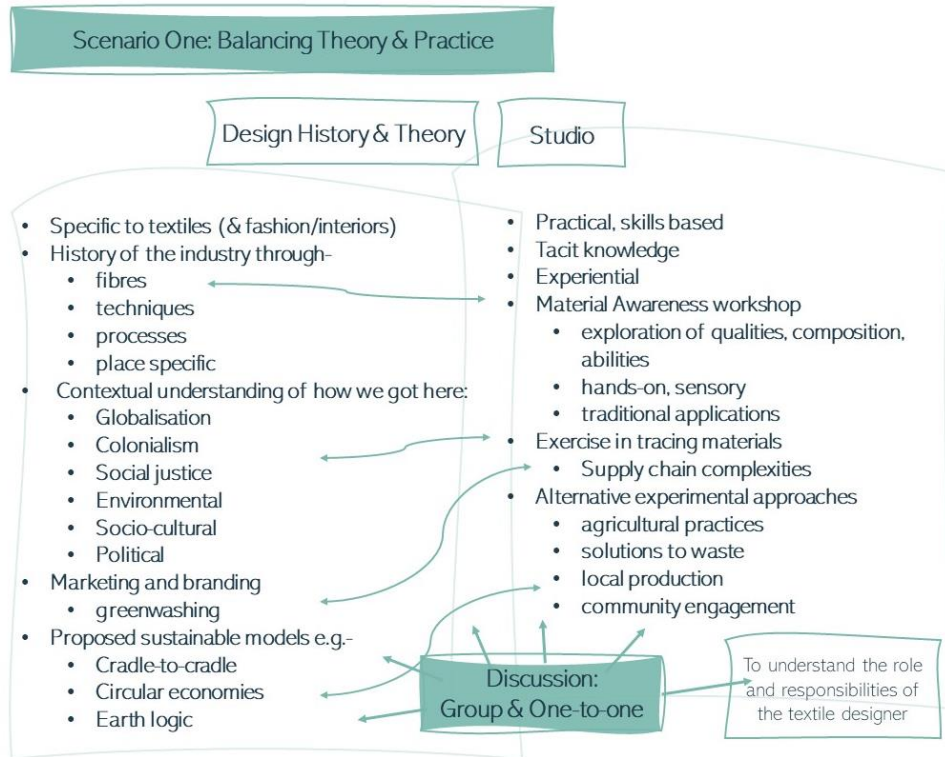 Scenario One: Balancing Theory & Practice
Design History & Theory
Studio
• Specific to textiles (& fashion/interiors)
• History of the industry through-
• fibres
• techniques
• processes
• place specific
• Contextual understanding of how we got here:
• Globalisation
• Colonialism
• Social justice
• Environmental
• Socio-cultural
• Political
• Marketing and branding
• greenwashing
• Proposed sustainable models e.g.-
• Cradle-to-cradle
• Circular economies
• Earth logic
• Practical, skills based
• Tacit knowledge
• Experiential
• Material Awareness workshop
• exploration of qualities, composition,
abilities
• hands-on, sensory
• traditional applications
• Exercise in tracing materials
• Supply chain complexities
• Alternative experimental approaches
• agricultural practices
• solutions to waste
• local production
• community engagement
Discussion:
Group & One-to-one
To understand the role
and responsibilities of
the textile designer